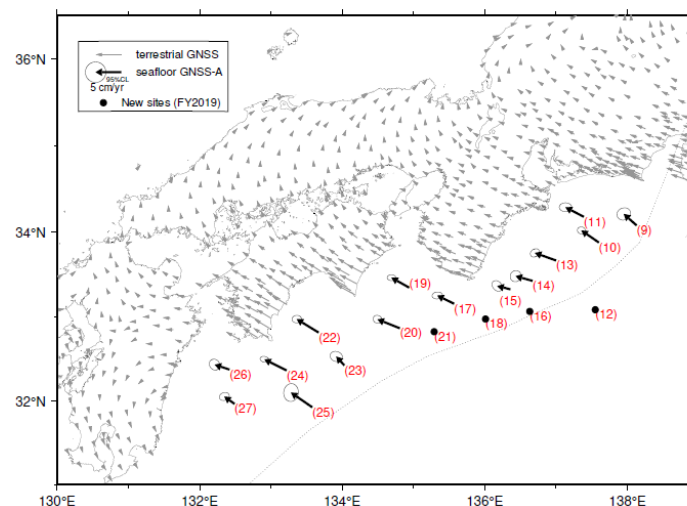 36°N
terrestrial GNSS
seafloor GNSS-A
95%CL
5 cm/yr
New sites (FY2019)
34°N
(11)
(9)
(10)
(13)
(19)
(14)
(15)
(17)
(22)
(20)
(21)
(18)
(16)
(12)
(26)
(24)
(23)
32°N
(27)
(25)
130°E
132°E
134°E
136°E
138°E